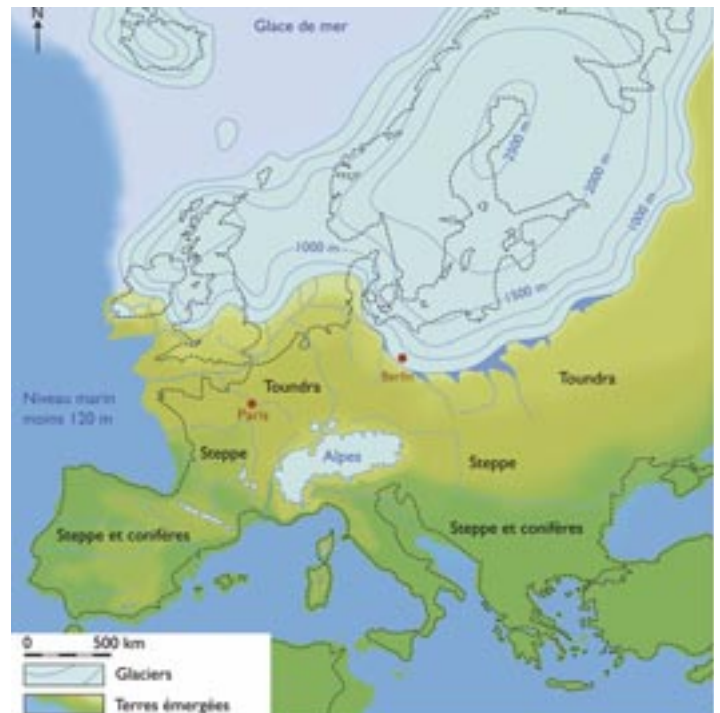 N
Glace de mer
2500 m
2000 m
1000 m
1000 m
1500 m
Berlin
Toundra
Toundra
Niveau marin
moins 120 m
Paris
Steppe
Alpes
Steppe
Steppe et conifères
Steppe et conifères
0 500 km
Glaciers
Terres émergées